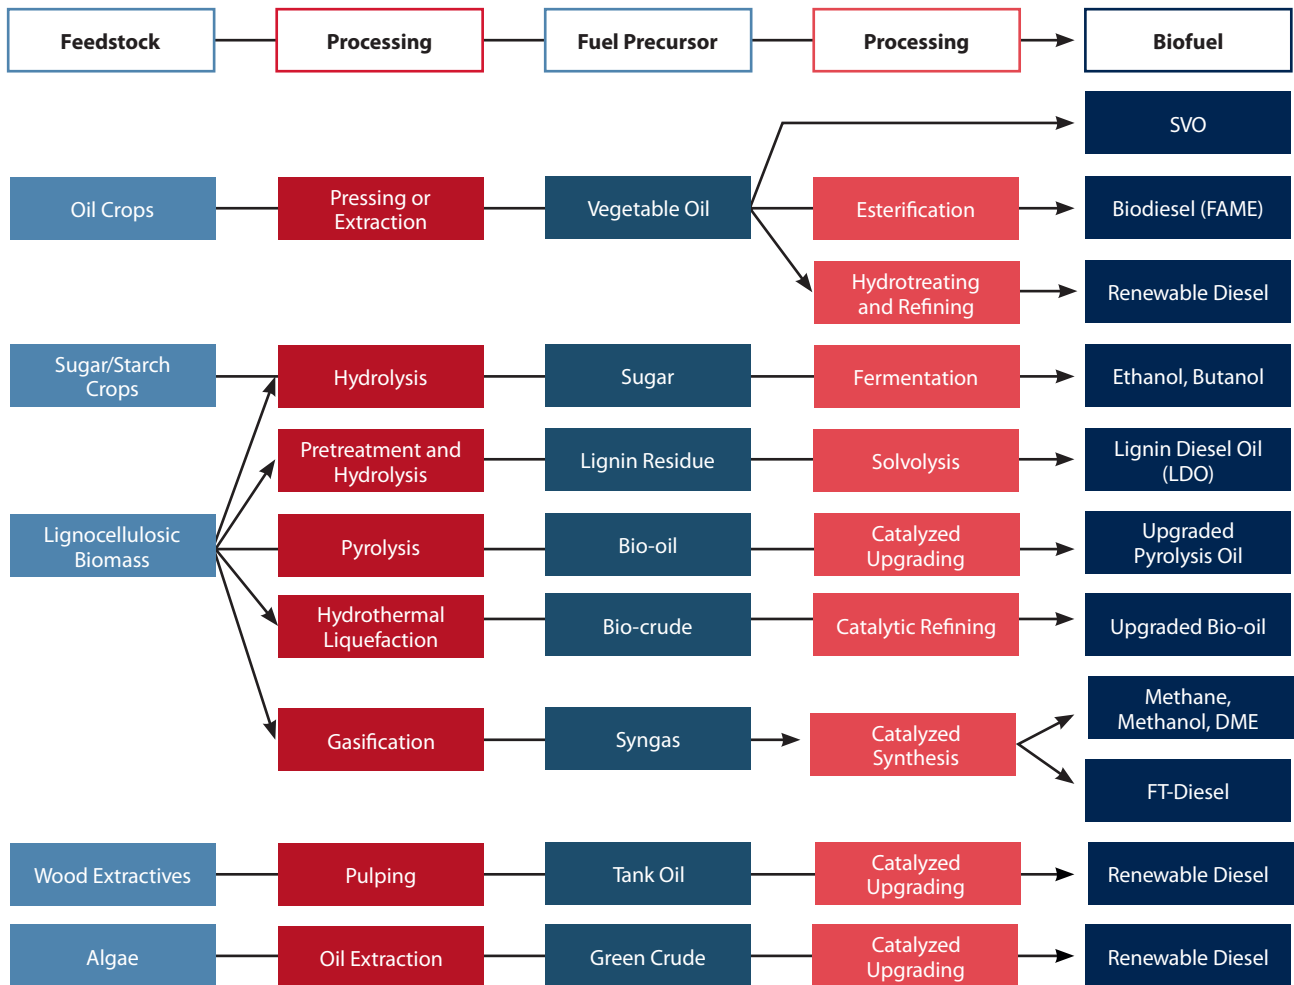 Feedstock
Processing
Fuel Precursor
Processing
Biofuel
SVO
Oil Crops
Pressing or
Extraction
Vegetable Oil
Esterification
Biodiesel (FAME)
Hydrotreating
and Refining
Renewable Diesel
Sugar/Starch
Crops
Hydrolysis
Sugar
Fermentation
Ethanol, Butanol
Pretreatment and
Hydrolysis
Lignin Residue
Solvolysis
Lignin Diesel Oil
(LDO)
Lignocellulosic
Biomass
Pyrolysis
Bio-oil
Catalyzed
Upgrading
Upgraded
Pyrolysis Oil
Hydrothermal
Liquefaction
Bio-crude
Catalytic Refining
Upgraded Bio-oil
Gasification
Syngas
Catalyzed
Synthesis
Methane,
Methanol, DME
FT-Diesel
Wood Extractives
Pulping
Tank Oil
Catalyzed
Upgrading
Renewable Diesel
Algae
Oil Extraction
Green Crude
Catalyzed
Upgrading
Renewable Diesel